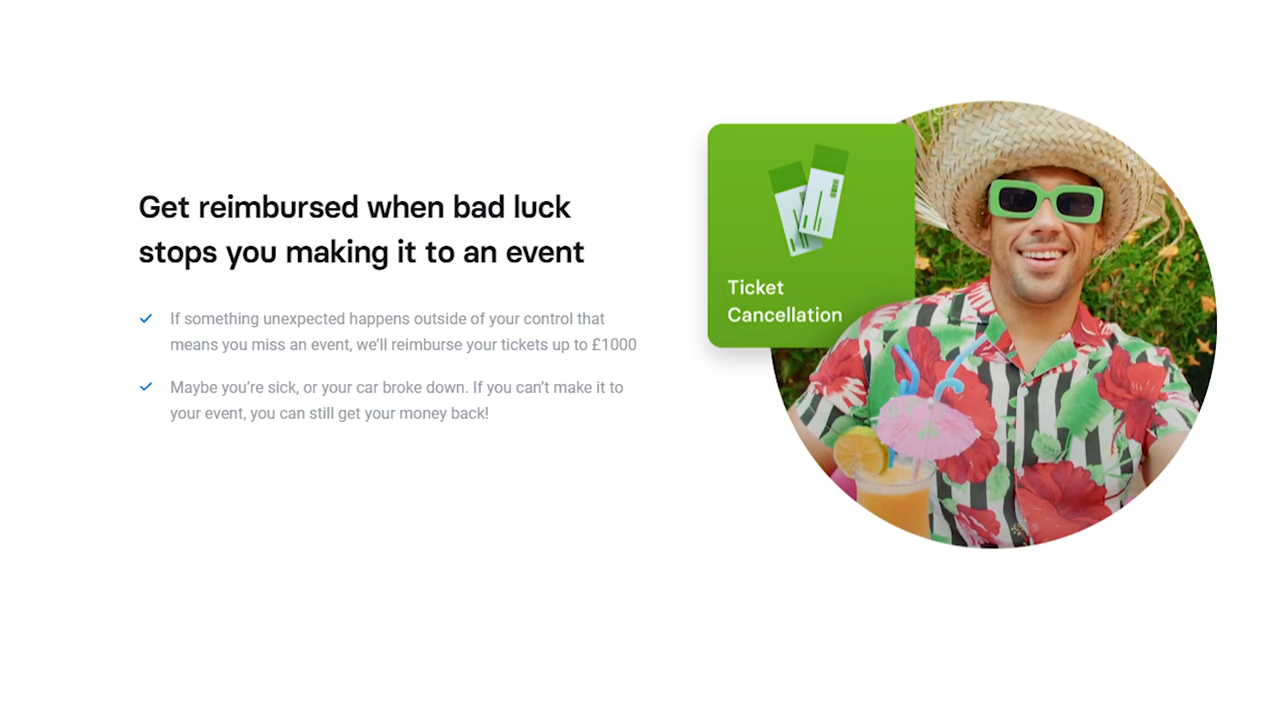 Get reimbursed when bad luck
stops you making it to an event
If something unexpected happens outside of your control that
means you miss an event, we’ll reimburse your tickets up to £1000
Maybe you’re sick, or your car broke down. If you can’t make it to
your event, you can still get your money back!
Ticket
Cancellation